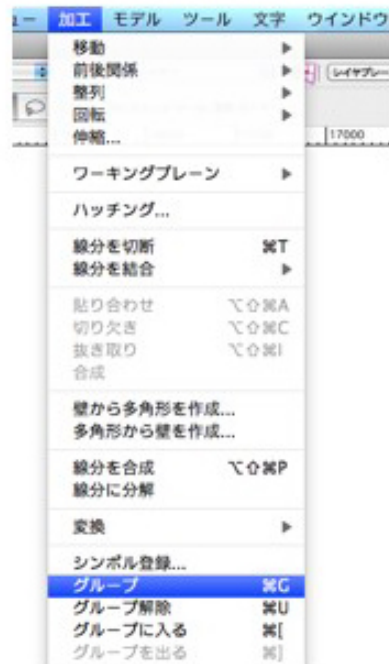 ュー 加工 モデル ツール 文字 ウインドウ
移動
前後関係
整列
回転
伸縮...
17000
ワーキングプレーン
ハッチング...
線分を切断 ⌘T
線分を結合
貼り合わせ ⌥⇧⌘A
切り欠き ⌥⇧⌘C
抜き取り ⌥⇧⌘I
合成
壁から多角形を作成...
多角形から壁を作成...
線分を合成 ⌥⇧⌘P
線分に分解
変換
シンボル登録...
グループ ⌘G
グループ解除 ⌘U
グループに入る ⌘[
グループを出る ⌘]